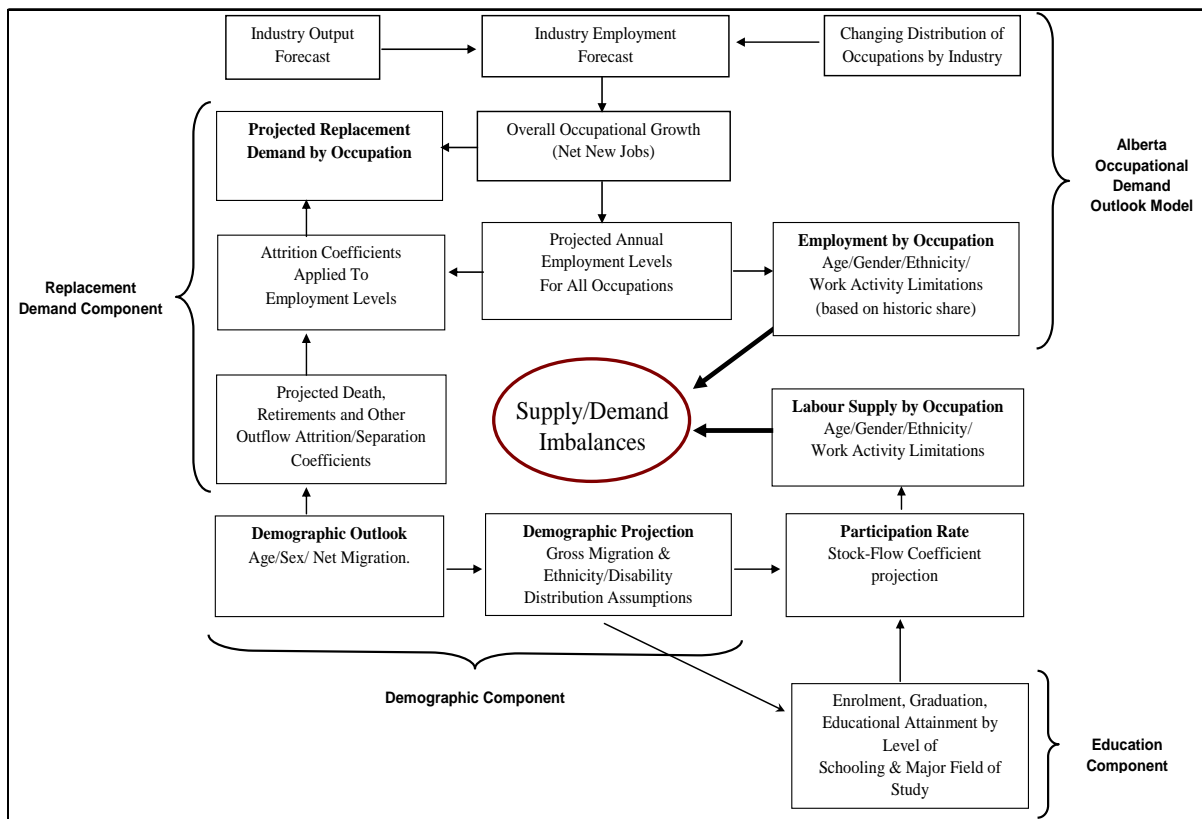 Industry Output
Forecast
Industry Employment
Forecast
Changing Distribution of
Occupations by Industry
Projected Replacement
Demand by Occupation
Overall Occupational Growth
(Net New Jobs)
Alberta
Occupational
Demand
Outlook Model
Attrition Coefficients
Applied To
Employment Levels
Projected Annual
Employment Levels
For All Occupations
Employment by Occupation
Age/Gender/Ethnicity/
Work Activity Limitations
(based on historic share)
Replacement
Demand Component
Projected Death,
Retirements and Other
Outflow Attrition/Separation
Coefficients
Supply/Demand
Imbalances
Labour Supply by Occupation
Age/Gender/Ethnicity/
Work Activity Limitations
Demographic Outlook
Age/Sex/ Net Migration.
Demographic Projection
Gross Migration &
Ethnicity/Disability
Distribution Assumptions
Participation Rate
Stock-Flow Coefficient
projection
Demographic Component
Enrolment, Graduation,
Educational Attainment by
Level of
Schooling & Major Field of
Study
Education
Component